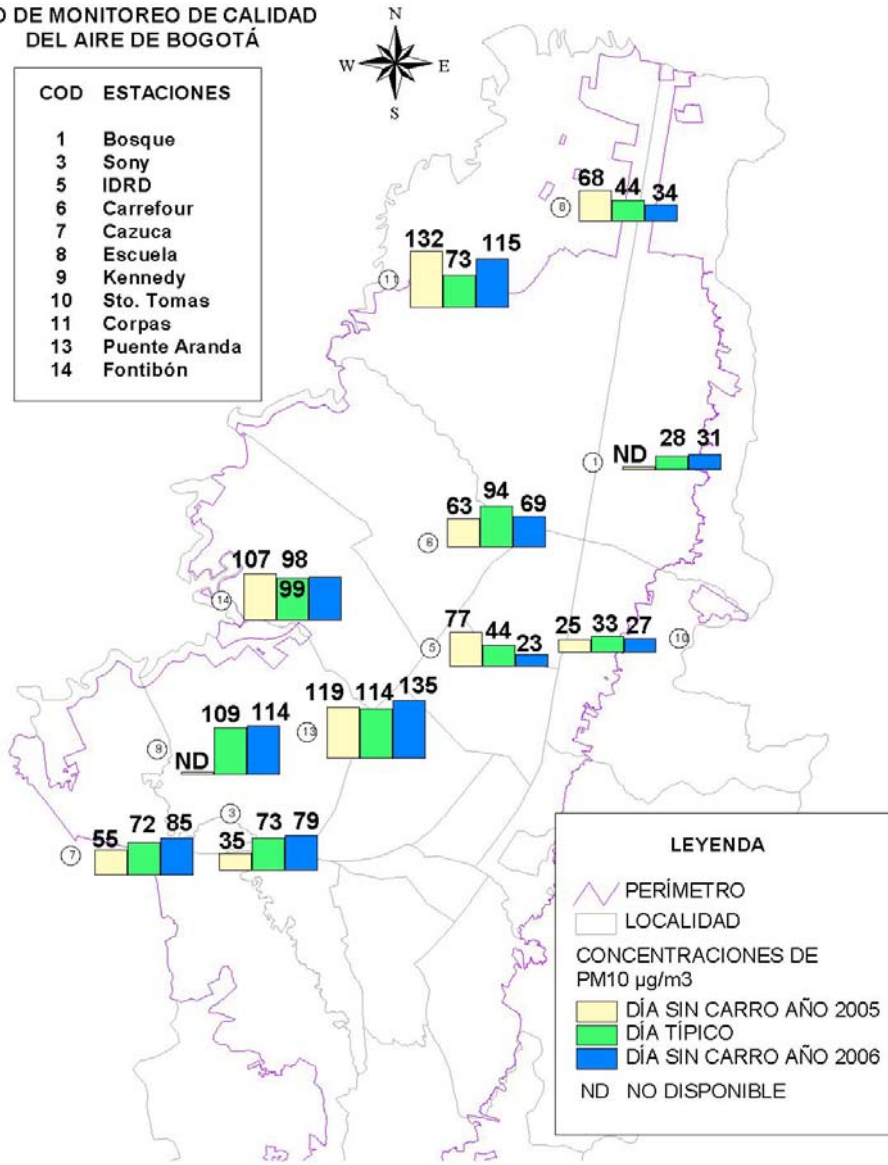 O DE MONITOREO DE CALIDAD
DEL AIRE DE BOGOTÁ
N
W E
S
COD ESTACIONES
1 Bosque
3 Sony
5 IDRD
6 Carrefour
7 Cazuca
8 Escuela
9 Kennedy
10 Sto. Tomas
11 Corpas
13 Puente Aranda
14 Fontibón
8 68 44 34
11 132 73 115
1 ND 28 31
6 63 94 69
14 107 98
99
5 77 44 23
25 33 27 10
9 ND 109 114
13 119 114 135
7 55 72 85
3
35 73 79
LEYENDA
PERÍMETRO
LOCALIDAD
CONCENTRACIONES DE
PM10 µg/m3
DÍA SIN CARRO AÑO 2005
DÍA TÍPICO
DÍA SIN CARRO AÑO 2006
ND NO DISPONIBLE